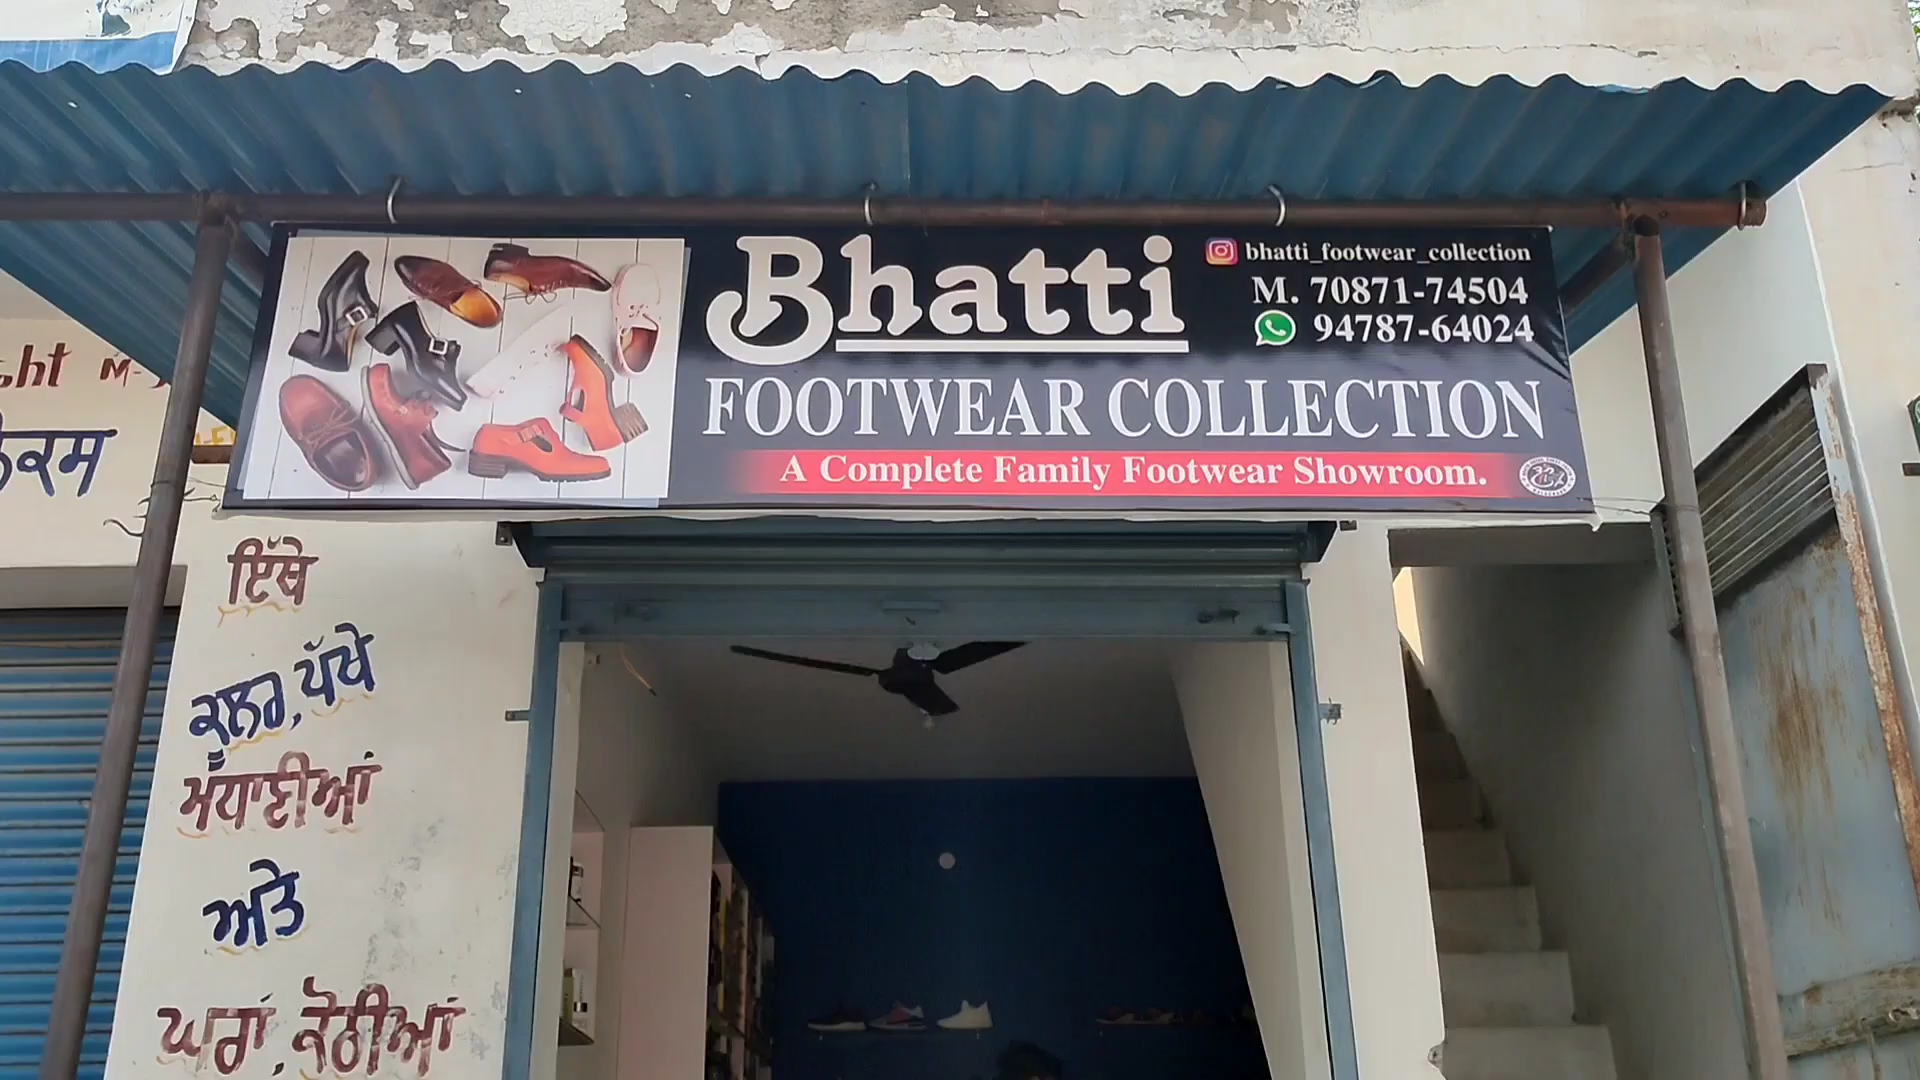 Bhatti
bhatti_footwear_collection
M. 70871-74504
94787-64024
FOOTWEAR COLLECTION
A Complete Family Footwear Showroom.
ਇੱਥੇ
ਕੂਲਰ, ਪੱਖੇ
ਮਧਾਣੀਆਂ
ਅਤੇ
ਘਰਾਂ, ਕੋਠੀਆਂ